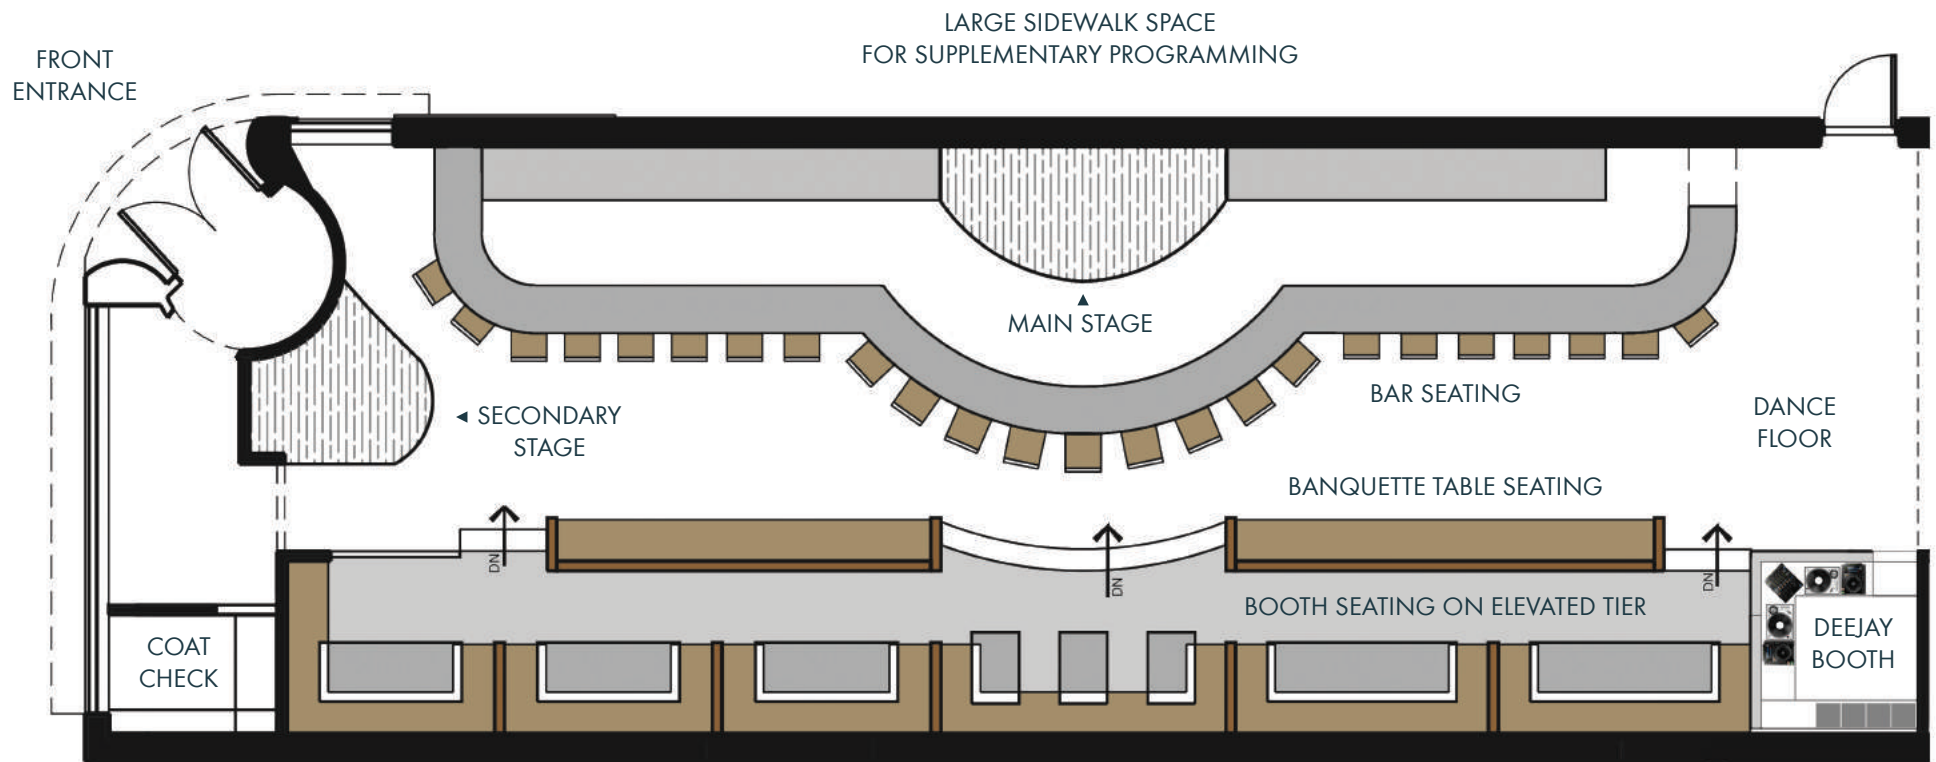 LARGE SIDEWALK SPACE
FOR SUPPLEMENTARY PROGRAMMING
FRONT
ENTRANCE
MAIN STAGE
BAR SEATING
SECONDARY
STAGE
DANCE
FLOOR
BANQUETTE TABLE SEATING
DN
DN
DN
BOOTH SEATING ON ELEVATED TIER
COAT
CHECK
DEEJAY
BOOTH